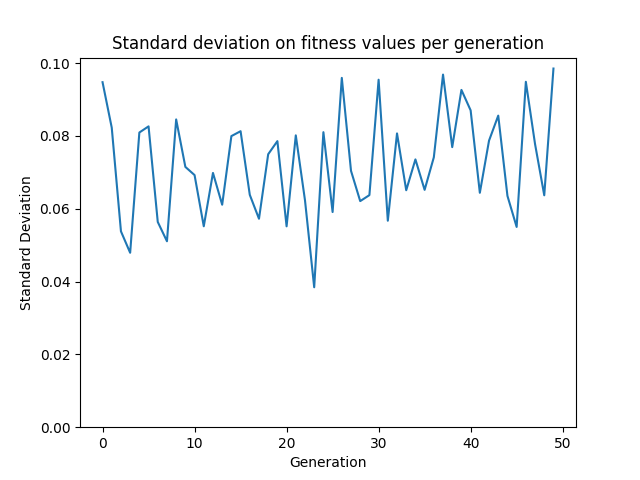 Standard deviation on fitness values per generation
0.10
0.08
0.06
0.04
0.02
0.00
Standard Deviation
0 10 20 30 40 50
Generation